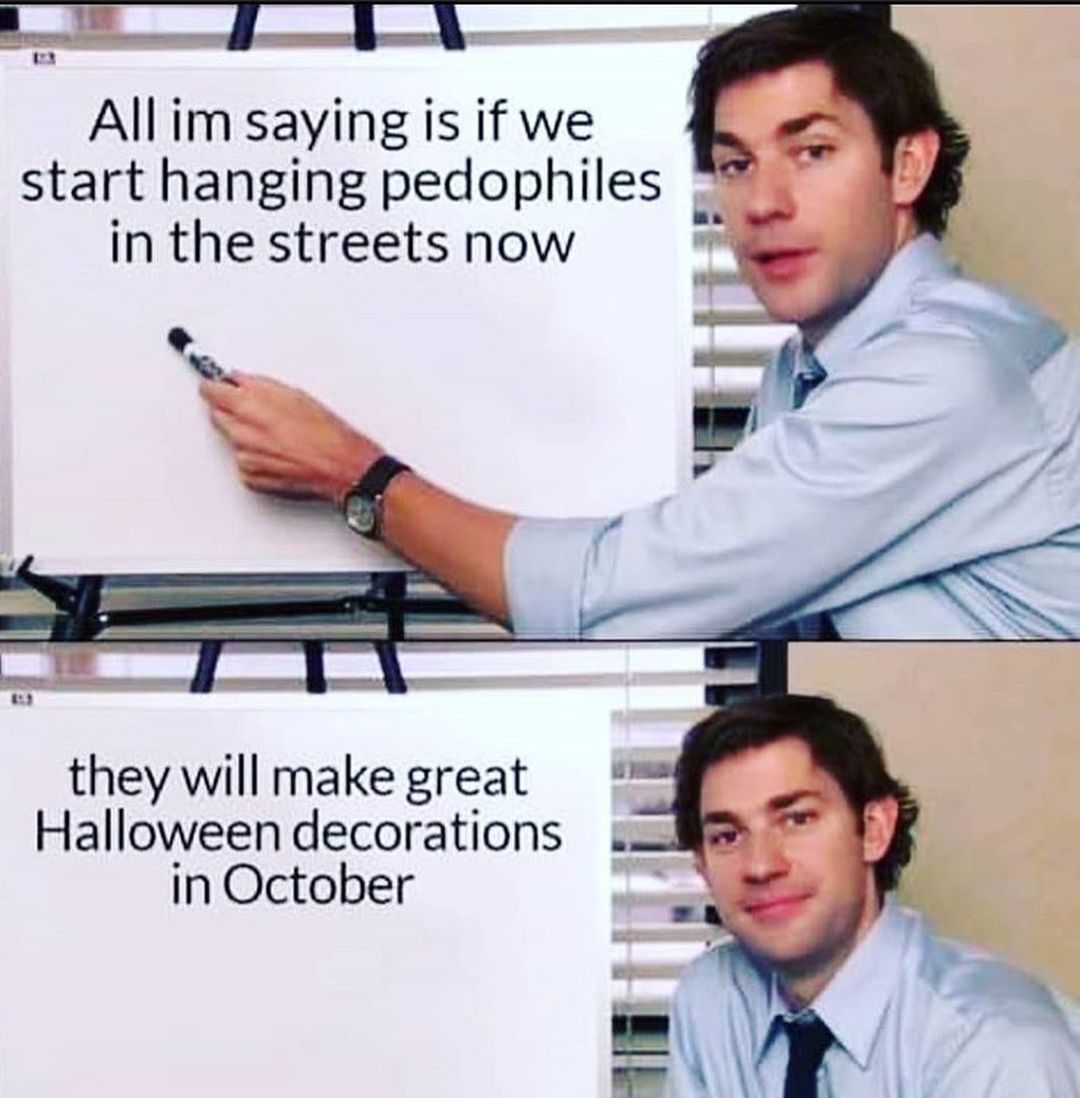 All im saying is if we
start hanging pedophiles
in the streets now
they will make great
Halloween decorations
in October